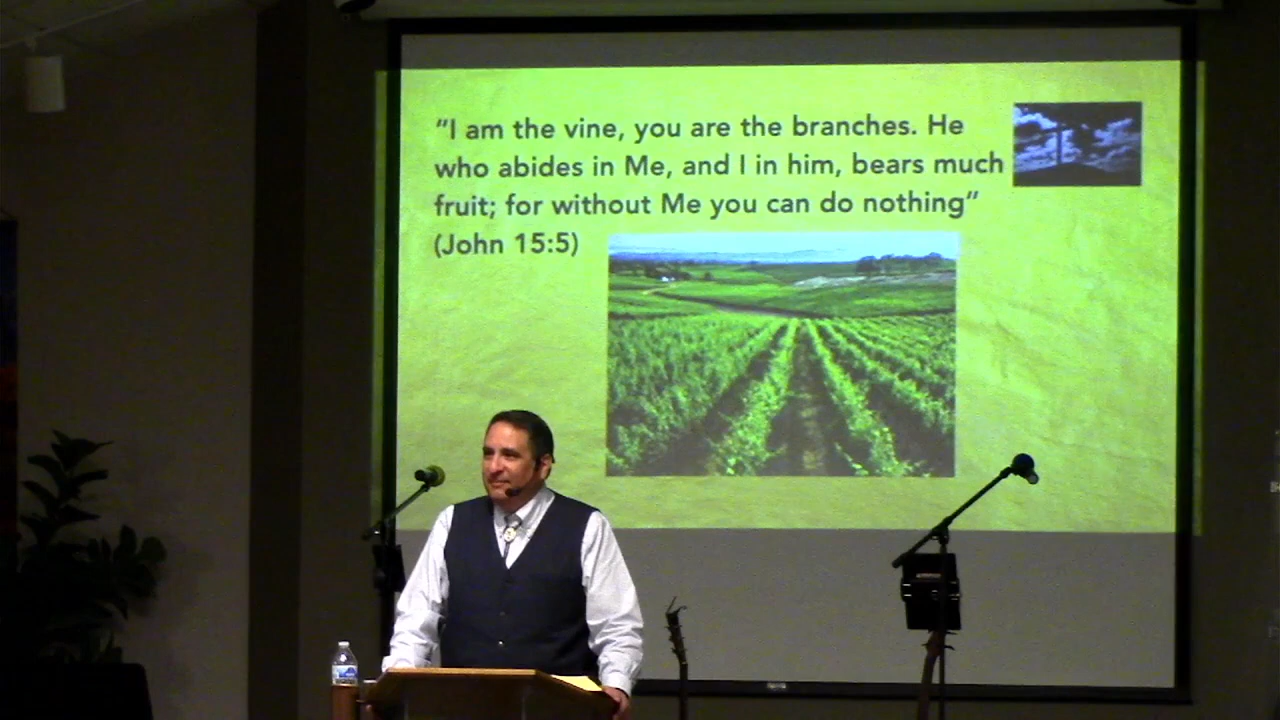 “I am the vine, you are the branches. He
who abides in Me, and I in him, bears much
fruit; for without Me you can do nothing”
(John 15:5)